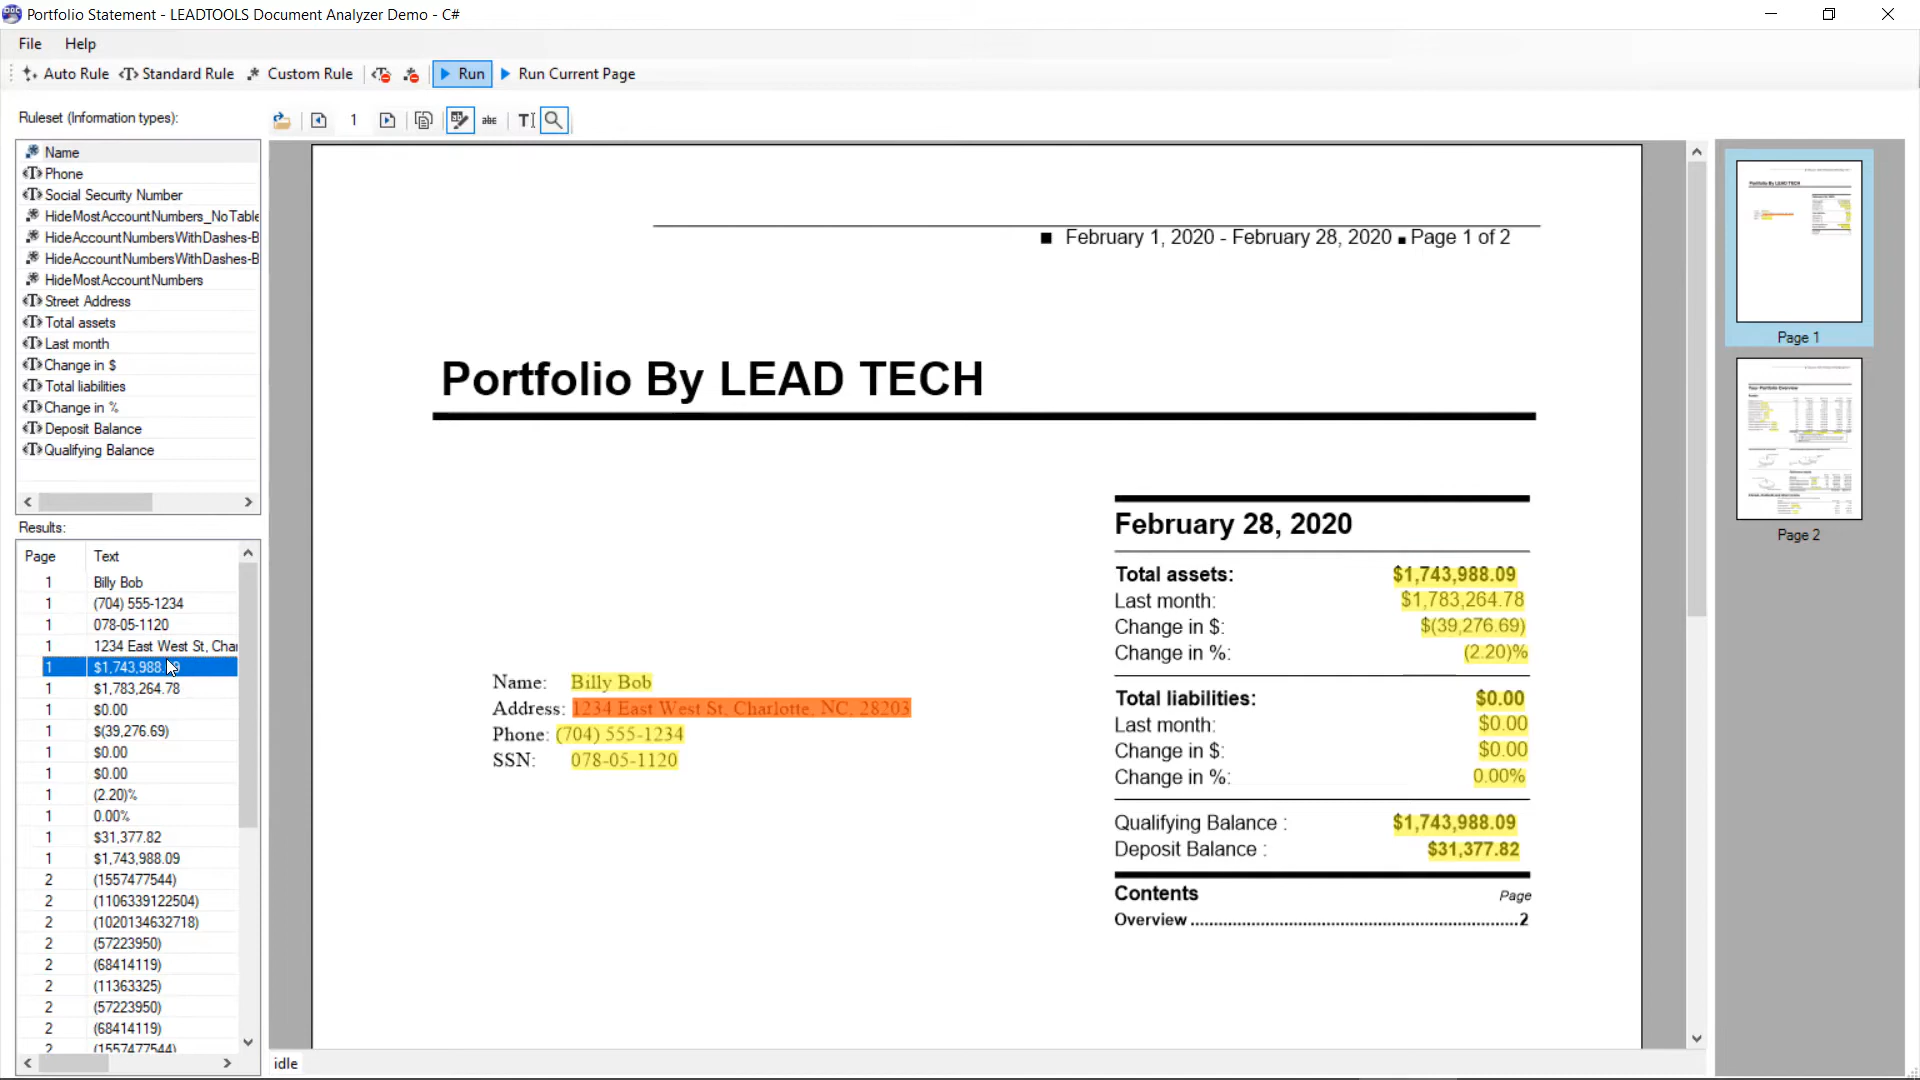 Portfolio Statement - LEADTOOLS Document Analyzer Demo - C#
File Help
Auto Rule Standard Rule Custom Rule Run Run Current Page
Ruleset (Information types):
1
Name
Phone
Social Security Number
HideMostAccountNumbers_NoTable
HideAccountNumbersWithDashes-B
HideAccountNumbersWithDashes-B
HideMostAccountNumbers
Street Address
Total assets
Last month
Change in $
Total liabilities
Change in %
Deposit Balance
Qualifying Balance
Results:
Page Text
1 Billy Bob
1 (704) 555-1234
1 078-05-1120
1 1234 East West St, Char
1 $1,743,988.09
1 $1,783,264.78
1 $0.00
1 $(39,276.69)
1 $0.00
1 $0.00
1 (2.20)%
1 0.00%
1 $31,377.82
1 $1,743,988.09
2 (1557477544)
2 (1106339122504)
2 (1020134632718)
2 (57223950)
2 (68414119)
2 (11363325)
2 (57223950)
2 (68414119)
2 (1557477544)
■ February 1, 2020 - February 28, 2020 ■ Page 1 of 2
Portfolio By LEAD TECH
Name: Billy Bob
Address: 1234 East West St, Charlotte, NC, 28203
Phone: (704) 555-1234
SSN: 078-05-1120
February 28, 2020
Total assets: $1,743,988.09
Last month: $1,783,264.78
Change in $: $(39,276.69)
Change in %: (2.20)%
Total liabilities: $0.00
Last month: $0.00
Change in $: $0.00
Change in %: 0.00%
Qualifying Balance : $1,743,988.09
Deposit Balance : $31,377.82
Contents Page
Overview ........ 2
idle
Portfolio By LEAD TECH
Page 1
Your Portfolio Overview
Page 2